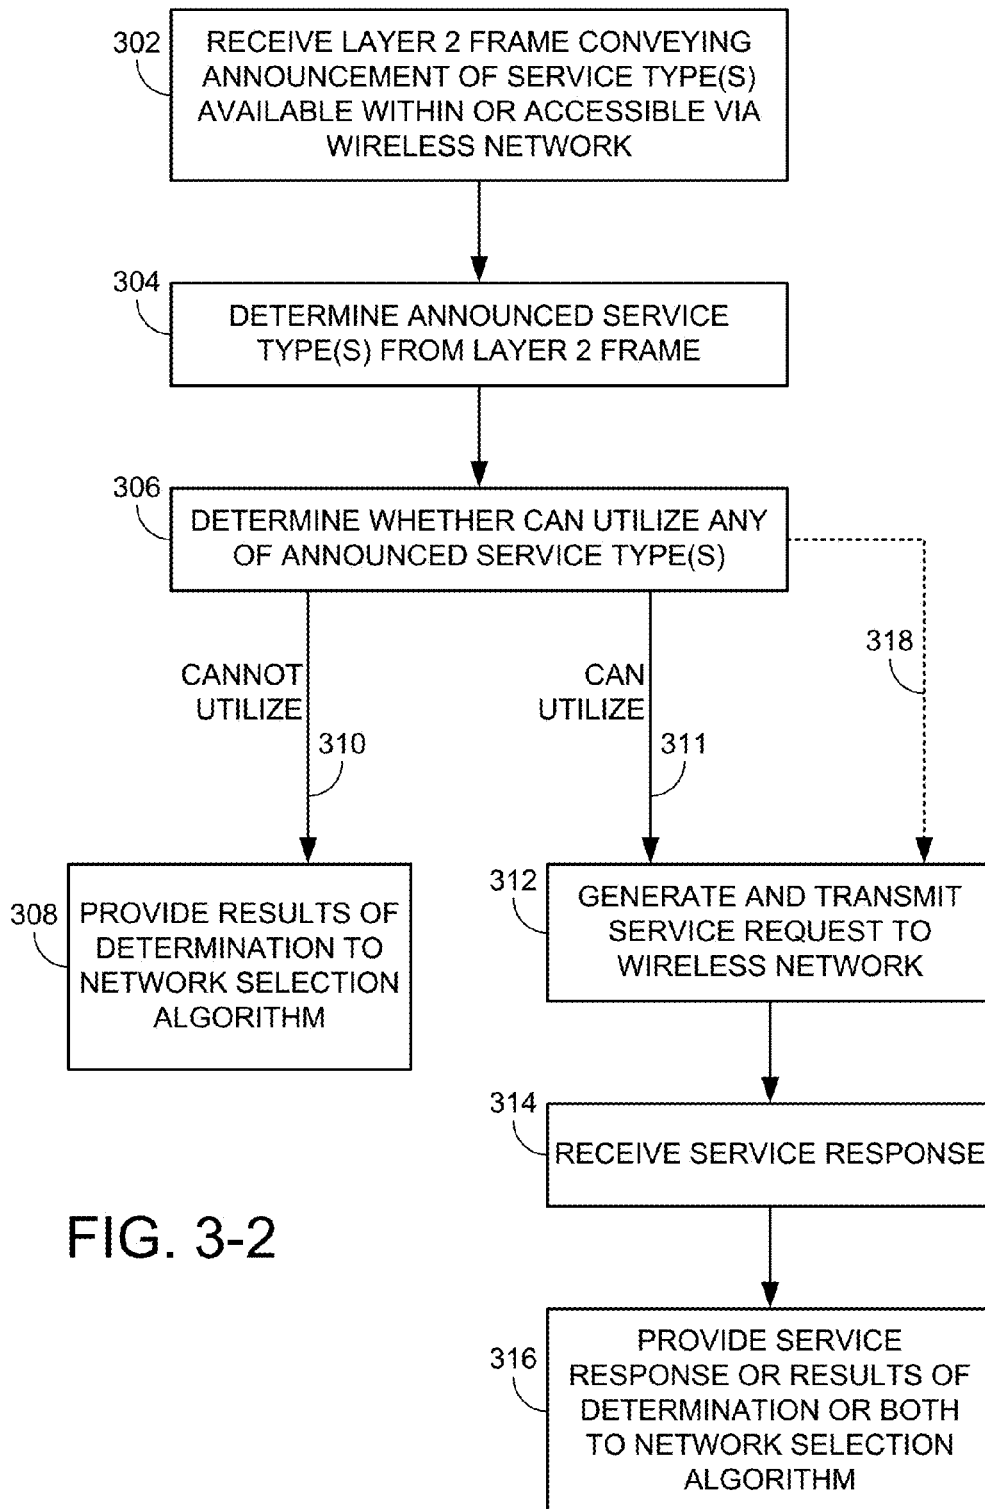 302
RECEIVE LAYER 2 FRAME CONVEYING
ANNOUNCEMENT OF SERVICE TYPE(S)
AVAILABLE WITHIN OR ACCESSIBLE VIA
WIRELESS NETWORK
304
DETERMINE ANNOUNCED SERVICE
TYPE(S) FROM LAYER 2 FRAME
306
DETERMINE WHETHER CAN UTILIZE ANY
OF ANNOUNCED SERVICE TYPE(S)
CANNOT
UTILIZE
310
CAN
UTILIZE
311
318
308
PROVIDE RESULTS OF
DETERMINATION TO
NETWORK SELECTION
ALGORITHM
312
GENERATE AND TRANSMIT
SERVICE REQUEST TO
WIRELESS NETWORK
314
RECEIVE SERVICE RESPONSE
316
PROVIDE SERVICE
RESPONSE OR RESULTS OF
DETERMINATION OR BOTH
TO NETWORK SELECTION
ALGORITHM
FIG. 3-2